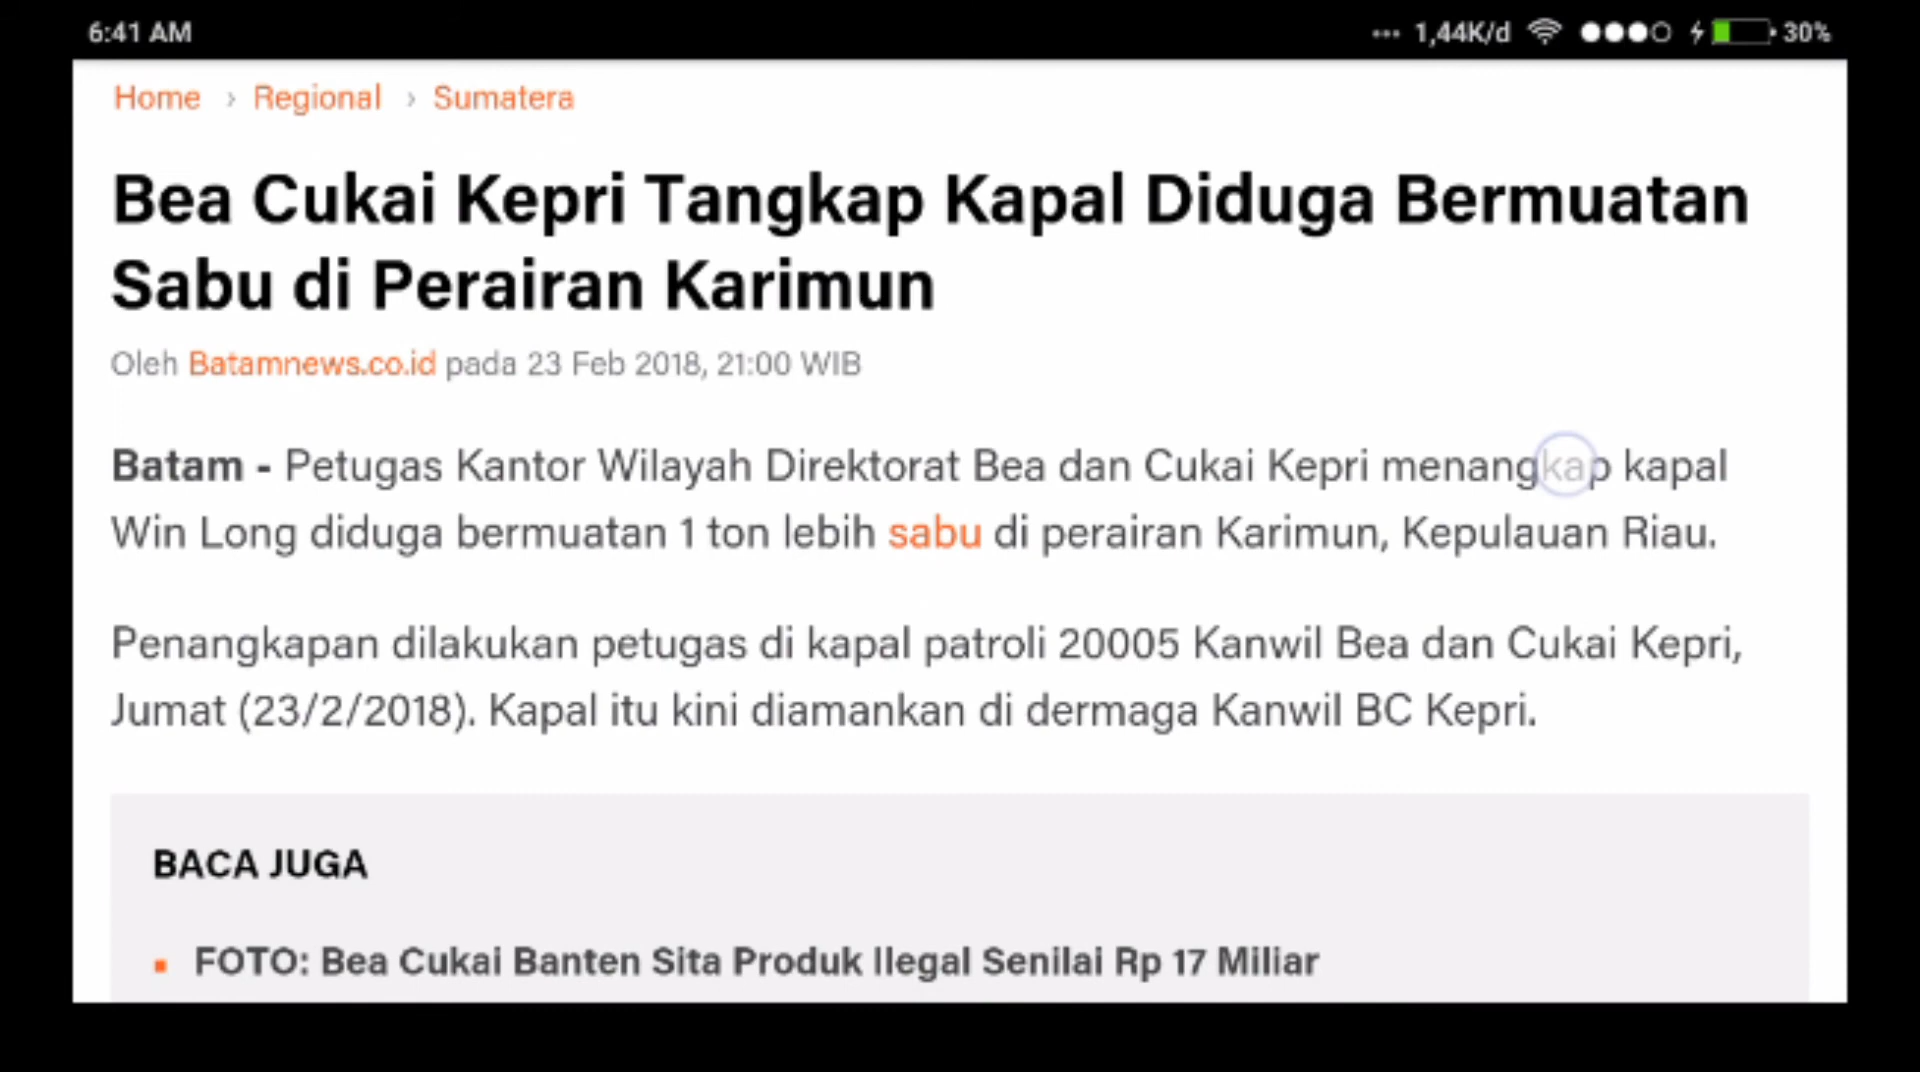 6:41 AM ... 1,44K/d 30%
Home › Regional › Sumatera
Bea Cukai Kepri Tangkap Kapal Diduga Bermuatan
Sabu di Perairan Karimun
Oleh Batamnews.co.id pada 23 Feb 2018, 21:00 WIB
Batam - Petugas Kantor Wilayah Direktorat Bea dan Cukai Kepri menangkap kapal
Win Long diduga bermuatan 1 ton lebih sabu di perairan Karimun, Kepulauan Riau.
Penangkapan dilakukan petugas di kapal patroli 20005 Kanwil Bea dan Cukai Kepri,
Jumat (23/2/2018). Kapal itu kini diamankan di dermaga Kanwil BC Kepri.
BACA JUGA
▪ FOTO: Bea Cukai Banten Sita Produk Ilegal Senilai Rp 17 Miliar